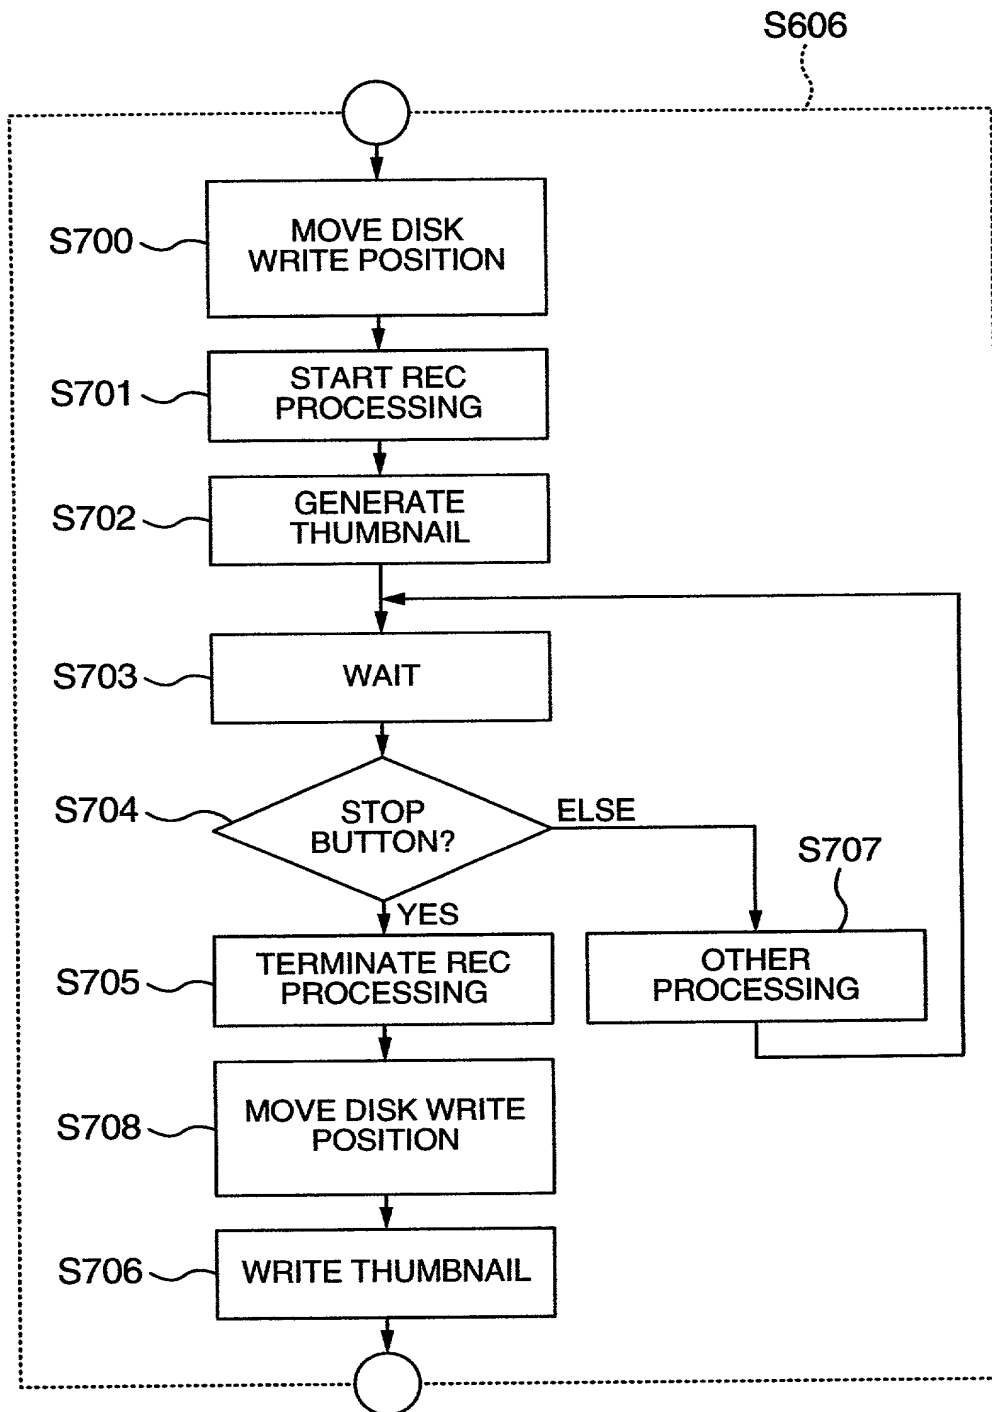 S606
S700
MOVE DISK
WRITE POSITION
S701
START REC
PROCESSING
S702
GENERATE
THUMBNAIL
S703
WAIT
S704
STOP
BUTTON?
ELSE
YES
S707
OTHER
PROCESSING
S705
TERMINATE REC
PROCESSING
S708
MOVE DISK WRITE
POSITION
S706
WRITE THUMBNAIL